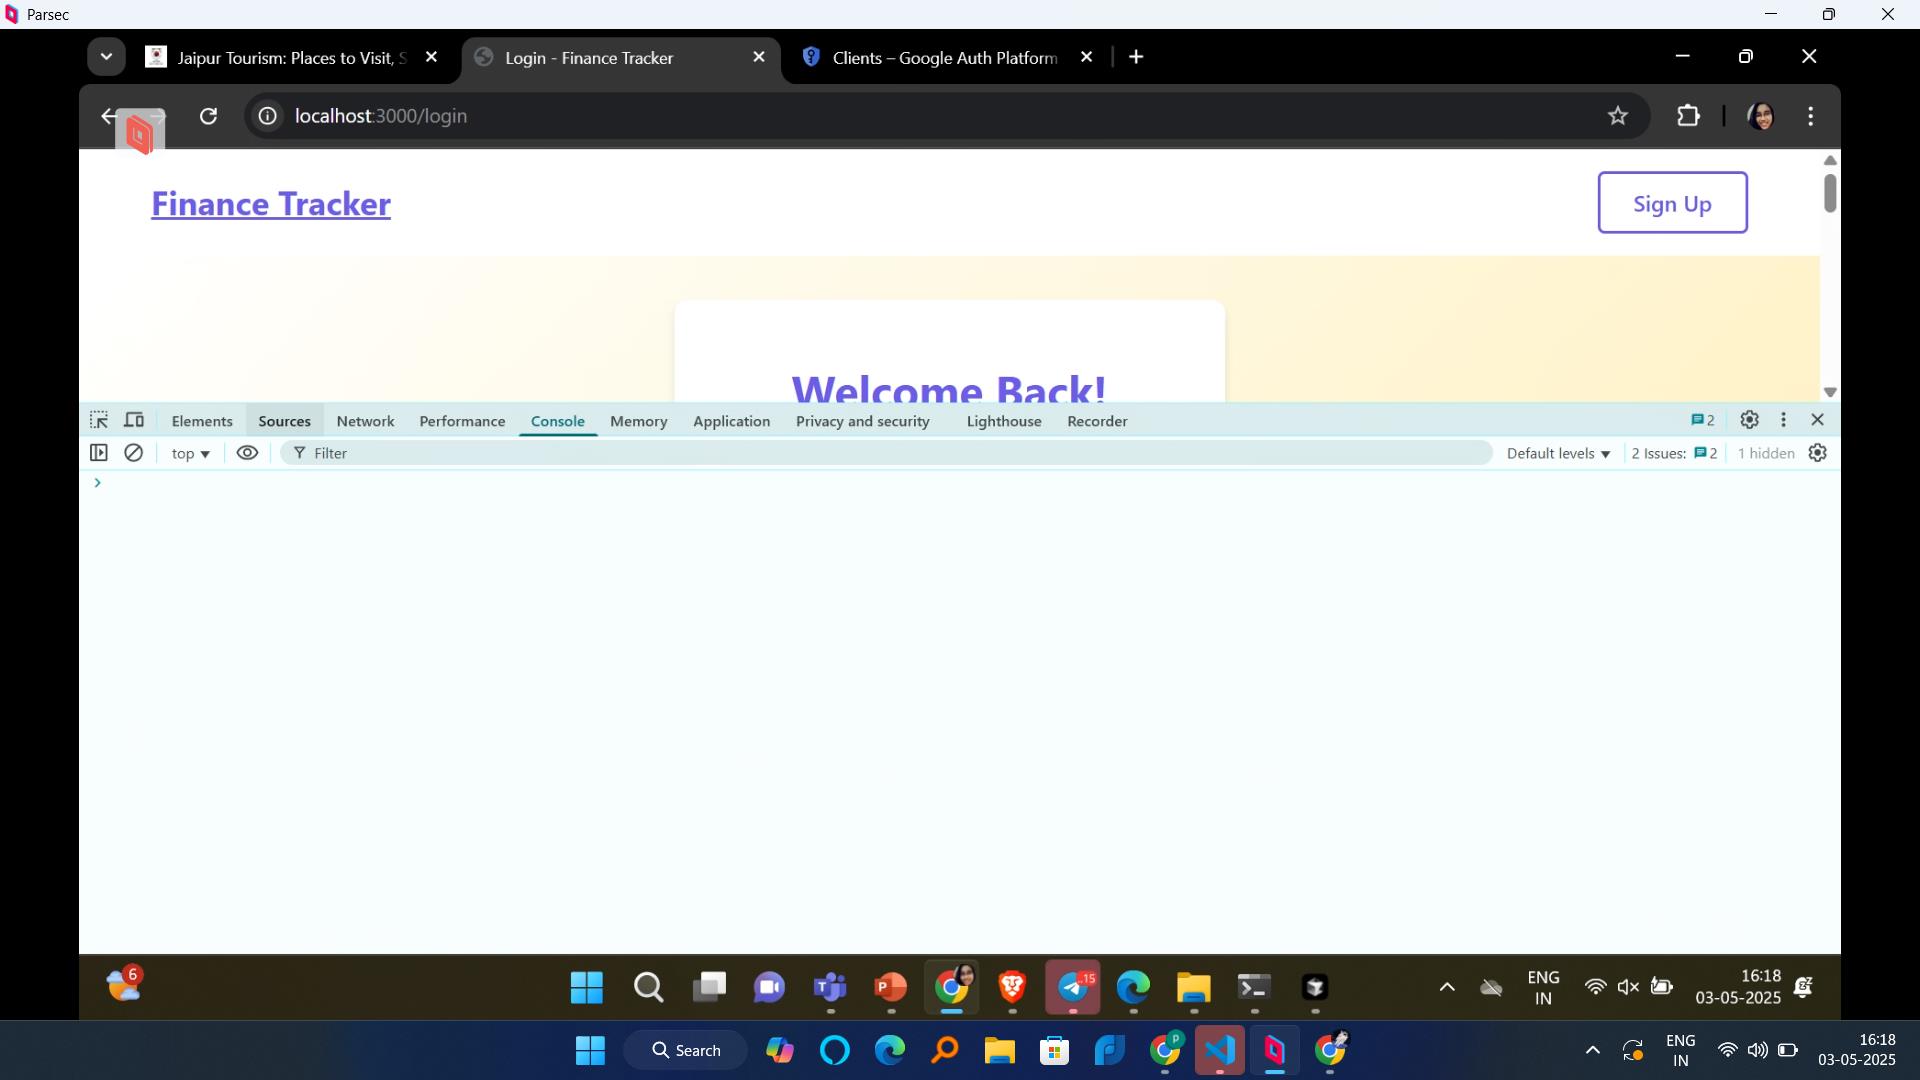 Parsec
Jaipur Tourism: Places to Visit, S
Login - Finance Tracker
Clients – Google Auth Platform
localhost:3000/login
Finance Tracker
Sign Up
Welcome Back!
Elements
Sources
Network
Performance
Console
Memory
Application
Privacy and security
Lighthouse
Recorder
2
top
Filter
Default levels
2 Issues: 2
1 hidden
6
15
ENG
IN
16:18
03-05-2025
Search
P
ENG
IN
16:18
03-05-2025